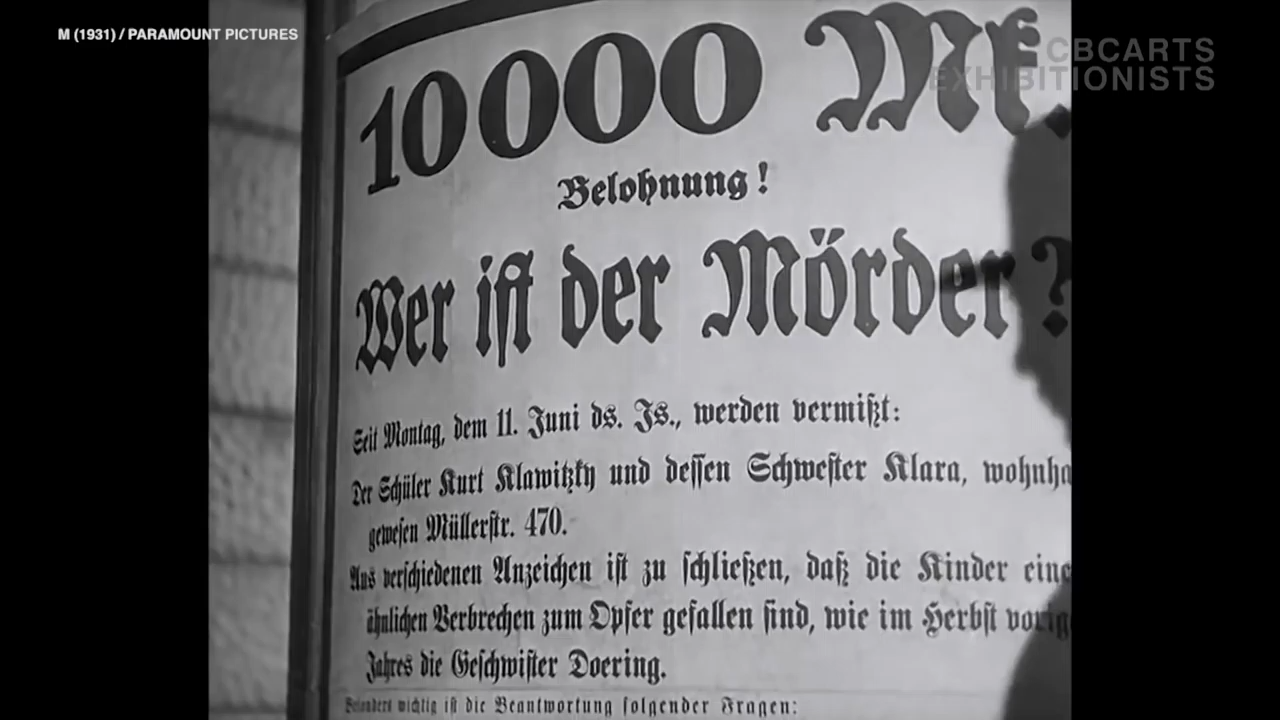 M (1931) / PARAMOUNT PICTURES
CBCARTS
EXHIBITIONISTS
10000 Mk.
Belohnung!
Wer ist der Mörder?
Seit Montag, dem 11. Juni ds. Js., werden vermißt:
Der Schüler Kurt Klawitzky und dessen Schwester Klara, wohnha
gewesen Müllerstr. 470.
Aus verschiedenen Anzeichen ist zu schließen, daß die Kinder eine
ähnlichen Verbrechen zum Opfer gefallen sind, wie im Herbst vorig
Jahres die Geschwister Doering.
Besonders wichtig ist die Beantwortung folgender Fragen: